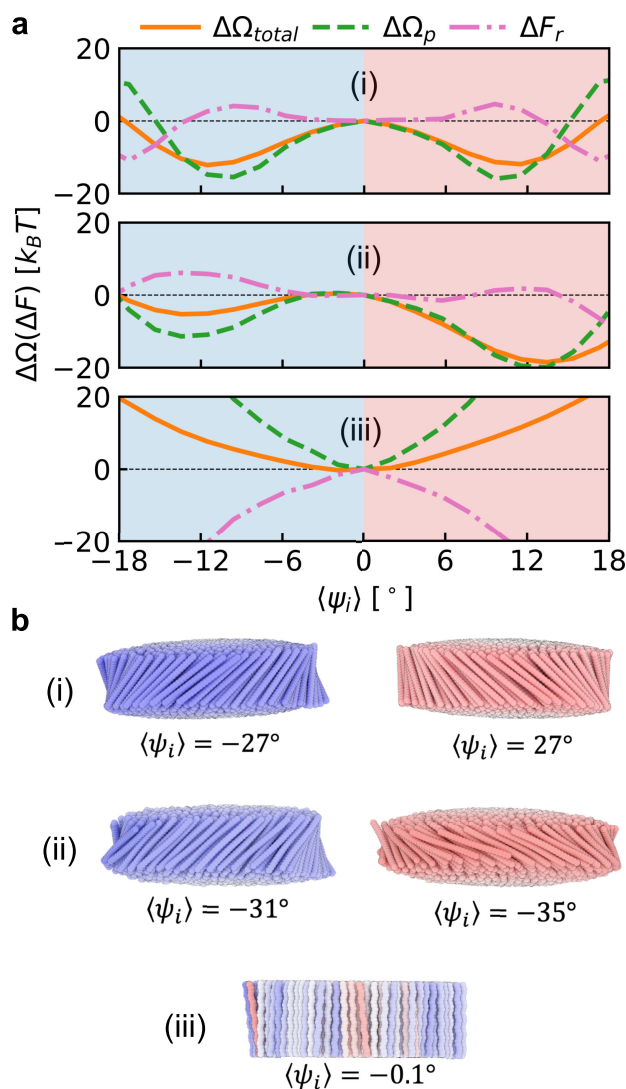 a
ΔΩ_total ΔΩ_p ΔF_r
20
0
−20
(i)
20
0
−20
(ii)
20
0
−20
(iii)
ΔΩ(ΔF) [k_BT]
−18 −12 −6 0 6 12 18
⟨ψ_i⟩ [°]
b
(i)
⟨ψ_i⟩ = −27° ⟨ψ_i⟩ = 27°
(ii)
⟨ψ_i⟩ = −31° ⟨ψ_i⟩ = −35°
(iii)
⟨ψ_i⟩ = −0.1°